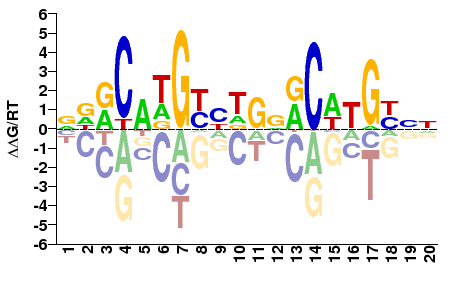 6
5
4
3
2
1
0
-1
-2
-3
-4
-5
-6
ΔΔG/RT
G A G C A T G T C T G G G C A T G T C T
A G A T A C C A A A A T C
T G G G
C C T T T C G T A C A T C C A G T C C G G A
T C C A G C C G T C C A G C T G
G C T
T
1 2 3 4 5 6 7 8 9 10 11 12 13 14 15 16 17 18 19 20